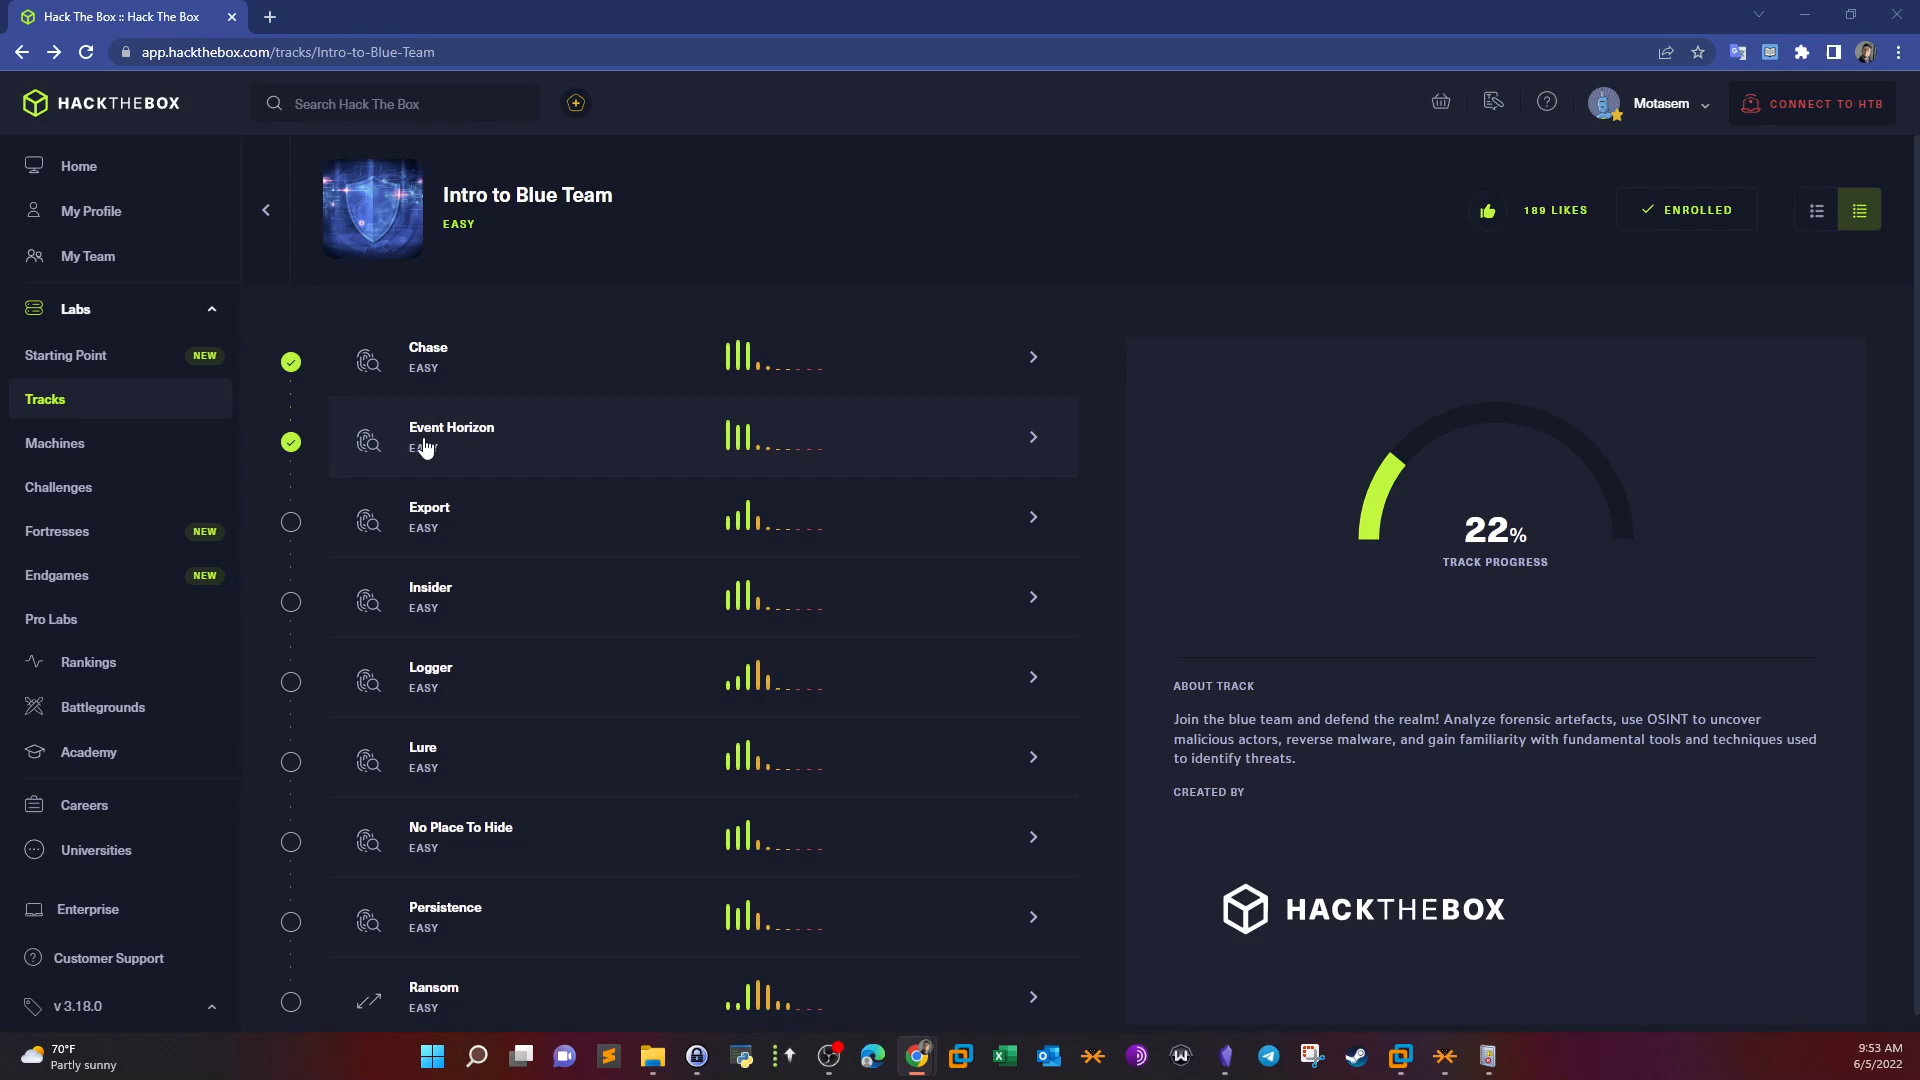 Hack The Box :: Hack The Box
app.hackthebox.com/tracks/Intro-to-Blue-Team
HACKTHEBOX
Search Hack The Box
Motasem
CONNECT TO HTB
Home
My Profile
My Team
Labs
Starting Point NEW
Tracks
Machines
Challenges
Fortresses NEW
Endgames NEW
Pro Labs
Rankings
Battlegrounds
Academy
Careers
Universities
Enterprise
Customer Support
v 3.18.0
Intro to Blue Team
EASY
189 LIKES
ENROLLED
Chase
EASY
Event Horizon
EASY
Export
EASY
Insider
EASY
Logger
EASY
Lure
EASY
No Place To Hide
EASY
Persistence
EASY
Ransom
EASY
22%
TRACK PROGRESS
ABOUT TRACK
Join the blue team and defend the realm! Analyze forensic artefacts, use OSINT to uncover
malicious actors, reverse malware, and gain familiarity with fundamental tools and techniques used
to identify threats.
CREATED BY
HACKTHEBOX
70°F
Partly sunny
9:53 AM
6/5/2022